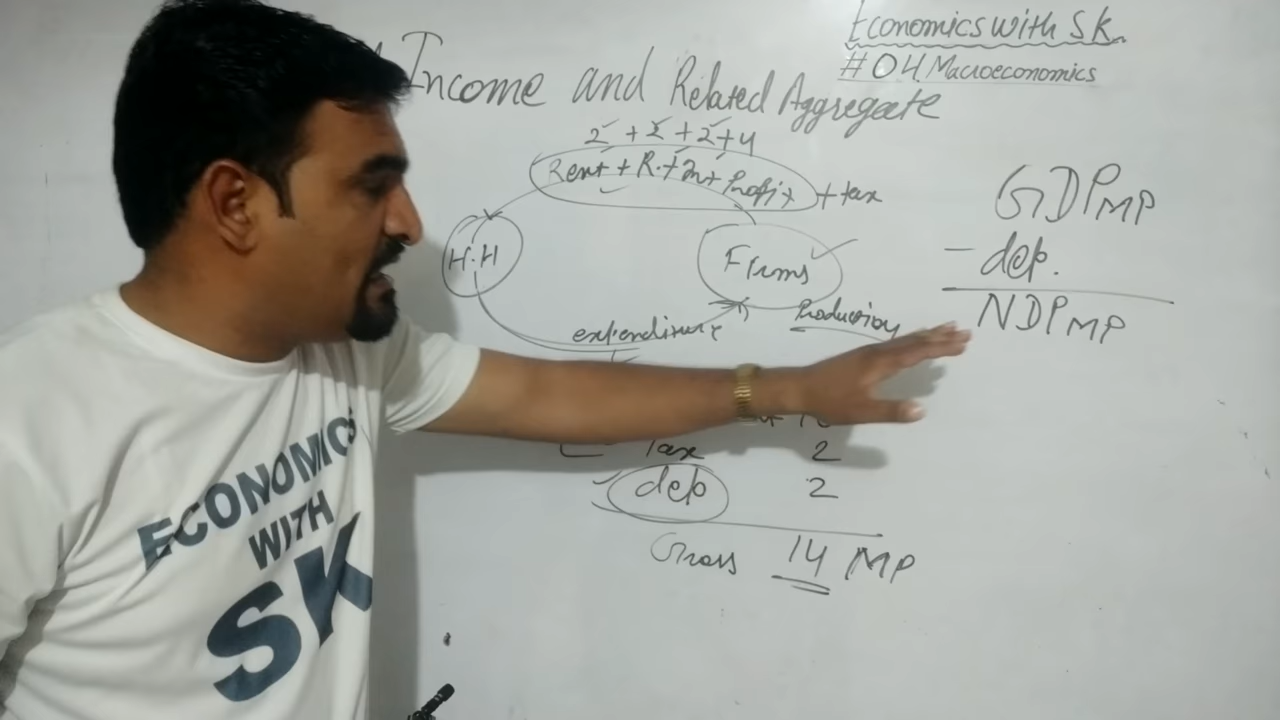 Economics with SK
#04 Macroeconomics
Income and Related Aggregate
2 + 2 + 2 + 4
Rent + R. + In + Profit + tax
H.H
Firms
expenditure
Production
Tax 2
dep 2
Gross 14 MP
GDPMP
- dep.
NDPMP
ECONOMICS
WITH
SK